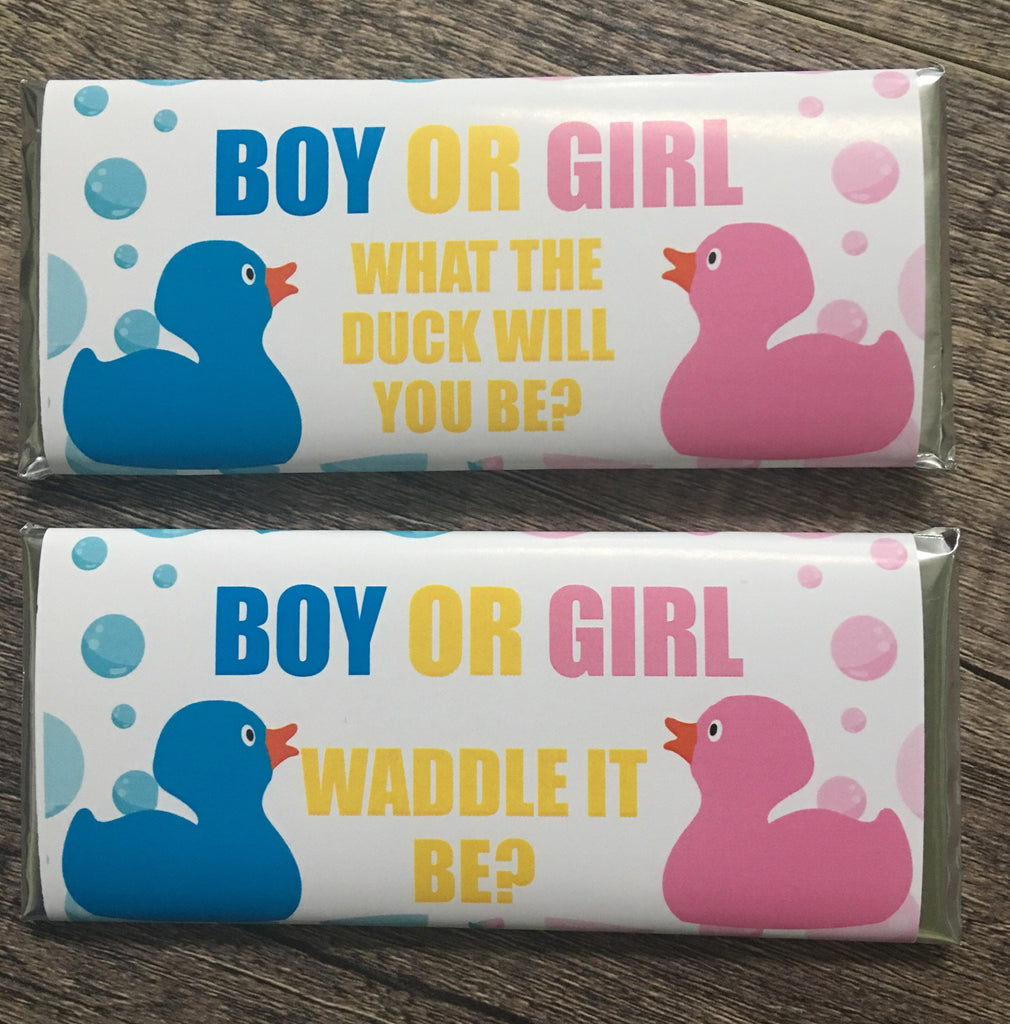 BOY OR GIRL
WHAT THE
DUCK WILL
YOU BE?
BOY OR GIRL
WADDLE IT
BE?